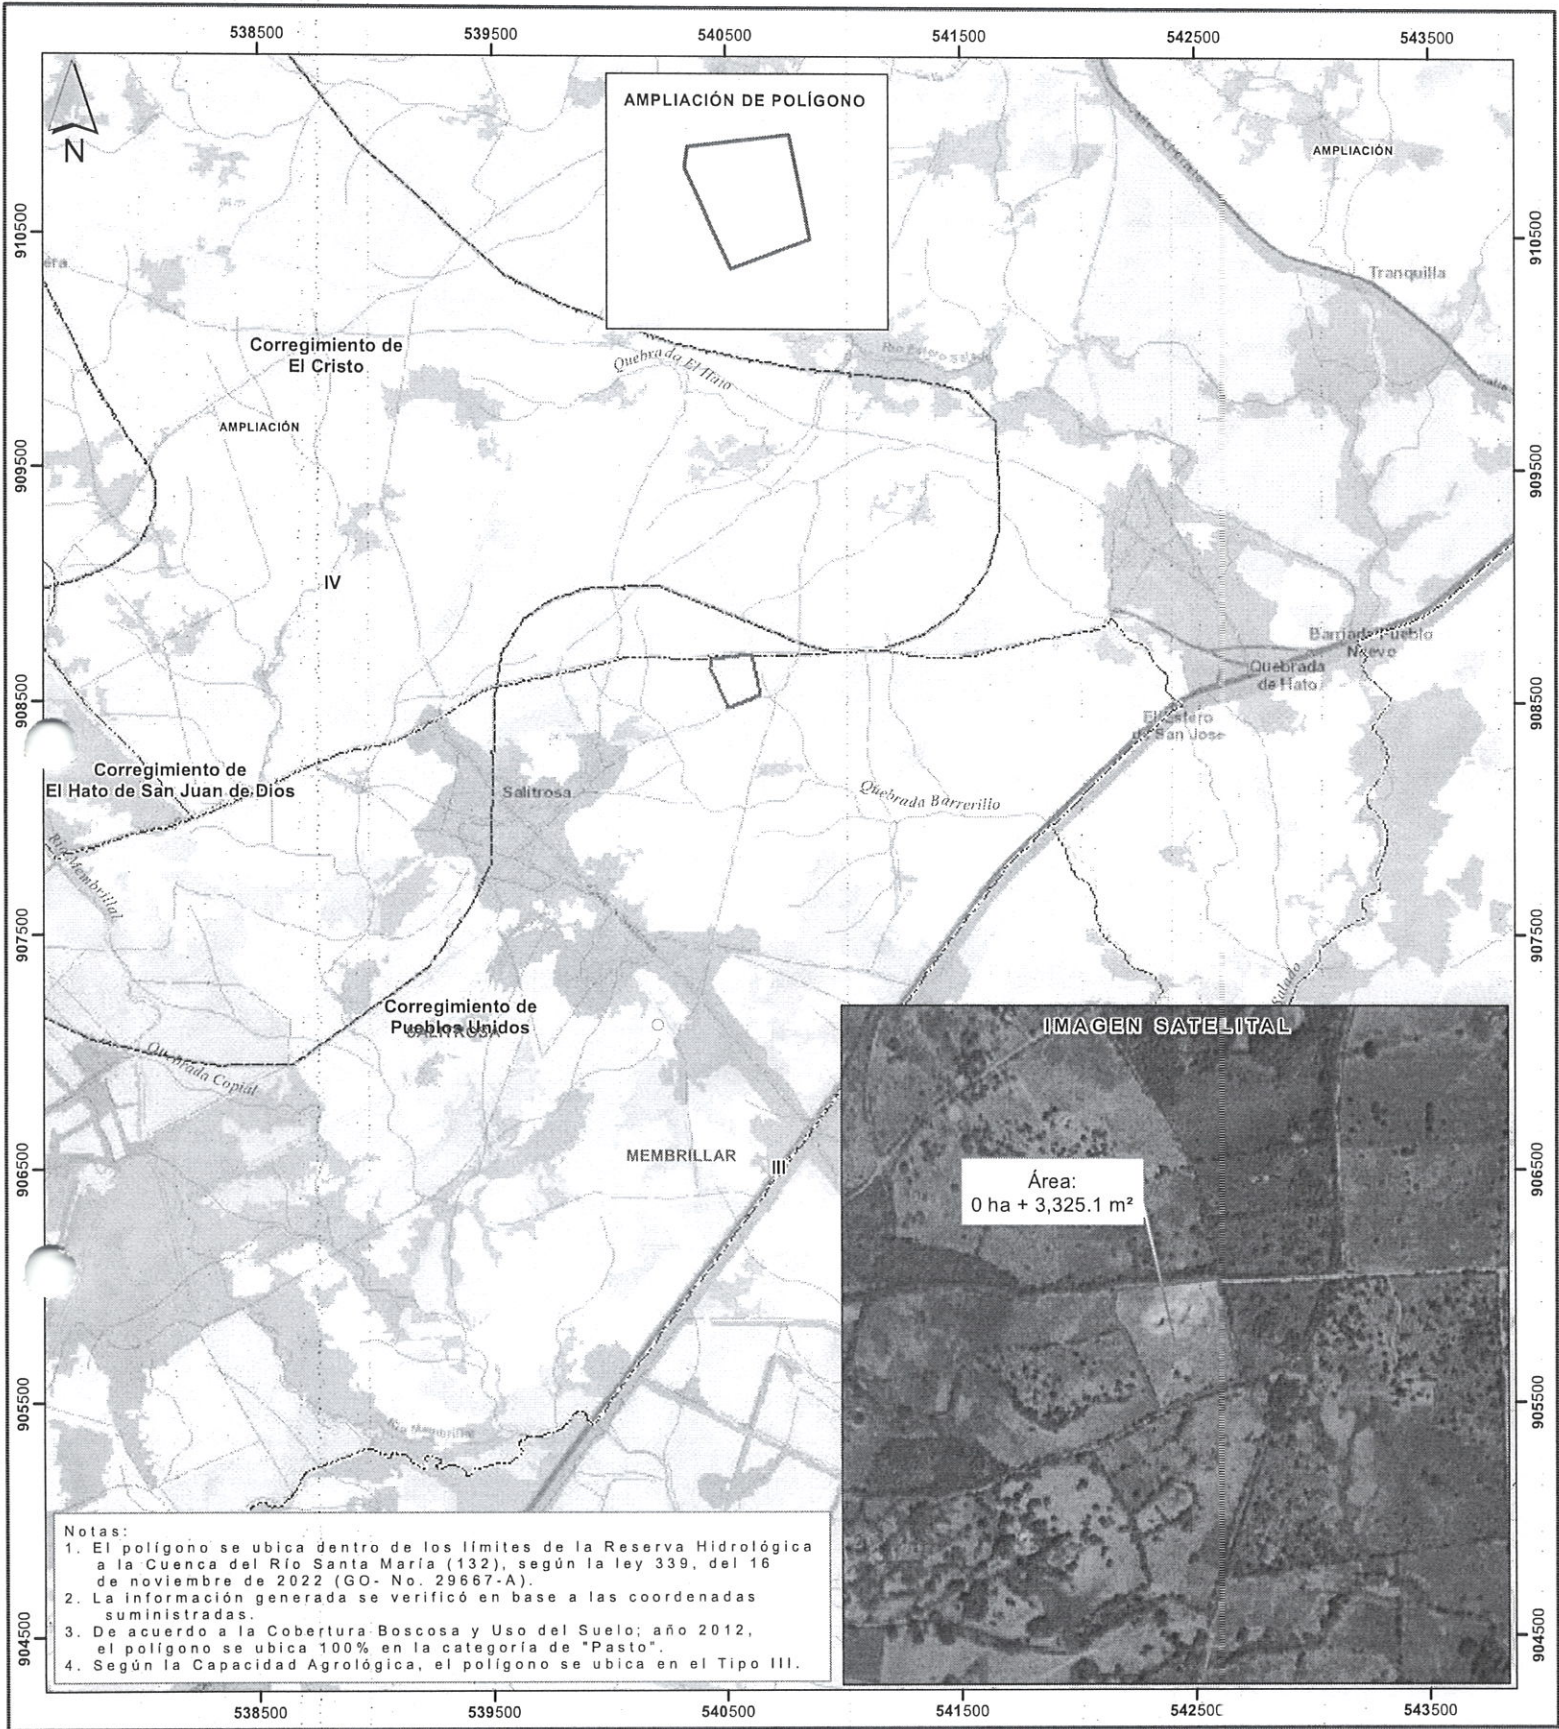 538500
539500
540500
541500
542500
543500
N
AMPLIACIÓN DE POLÍGONO
AMPLIACIÓN
910500
910500
Tranquilla
Corregimiento de
El Cristo
Quebrada El Hato
Río Estero Salado
AMPLIACIÓN
909500
909500
IV
Barriada Pueblo
Nuevo
Quebrada
de Hato
908500
908500
El Estero
de San Jose
Corregimiento de
El Hato de San Juan de Dios
Salitrosa
Quebrada Barrerillo
Río Membrillal
907500
907500
Salado
Corregimiento de
Pueblos Unidos
SALITROSA
IMAGEN SATELITAL
Quebrada Copial
MEMBRILLAR
III
906500
906500
Área:
0 ha + 3,325.1 m²
905500
905500
Notas:
1. El polígono se ubica dentro de los límites de la Reserva Hidrológica
a la Cuenca del Río Santa María (132), según la ley 339, del 16
de noviembre de 2022 (GO- No. 29667-A).
2. La información generada se verificó en base a las coordenadas
suministradas.
3. De acuerdo a la Cobertura Boscosa y Uso del Suelo; año 2012,
el polígono se ubica 100% en la categoría de "Pasto".
4. Según la Capacidad Agrológica, el polígono se ubica en el Tipo III.
904500
904500
538500
539500
540500
541500
542500
543500